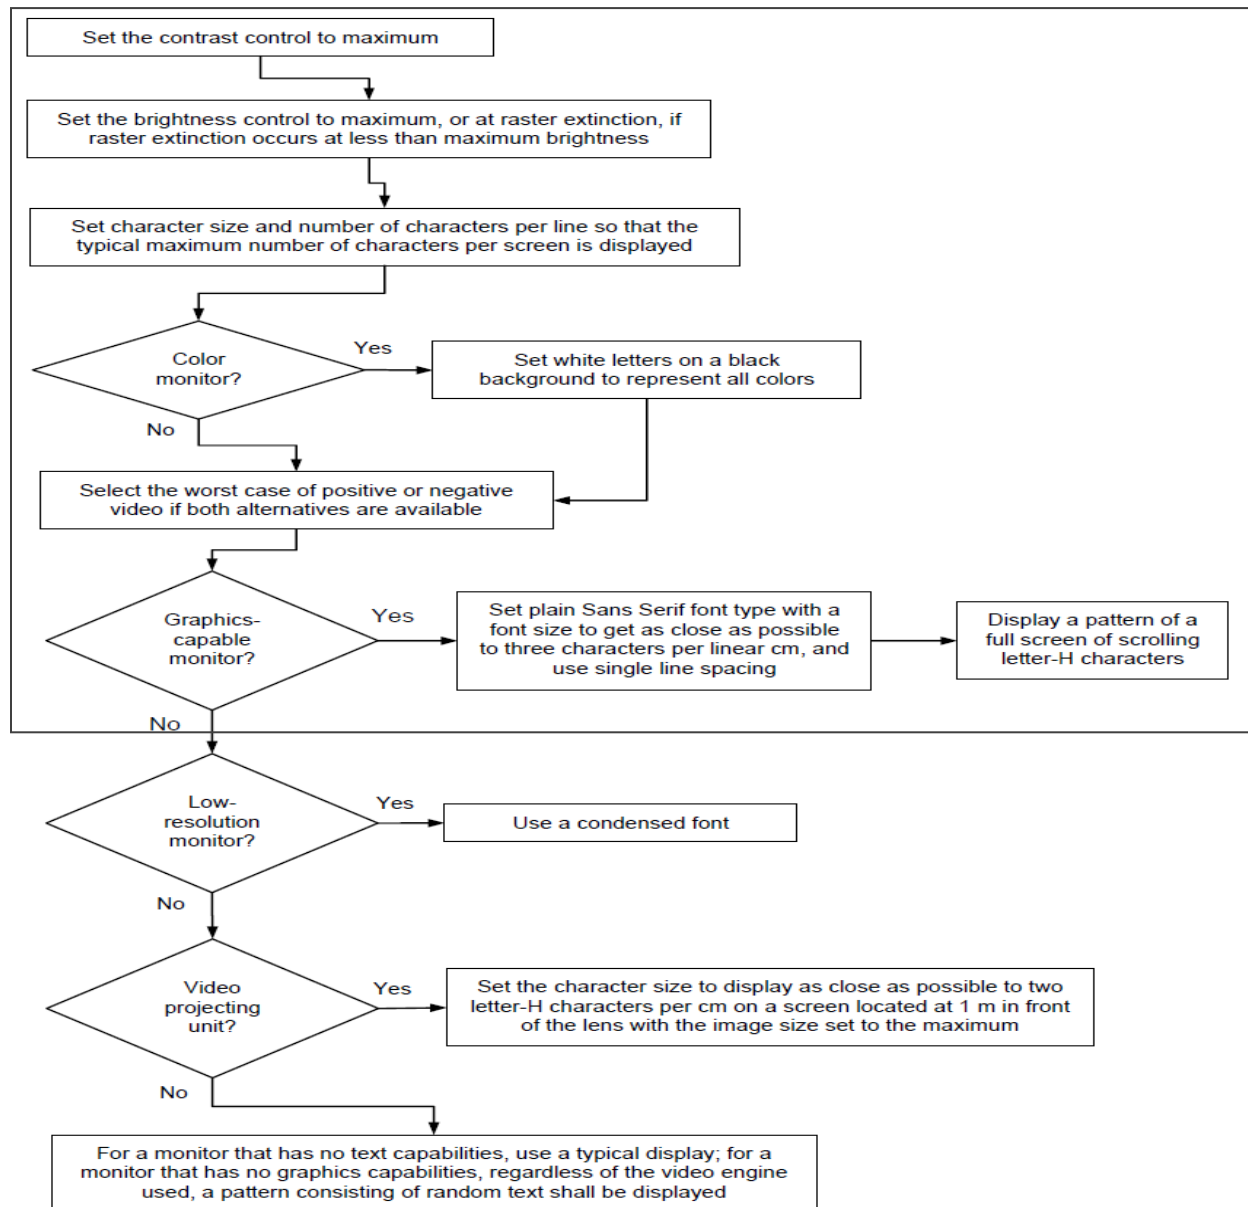 Set the contrast control to maximum
Set the brightness control to maximum, or at raster extinction, if
raster extinction occurs at less than maximum brightness
Set character size and number of characters per line so that the
typical maximum number of characters per screen is displayed
Color
monitor?
Yes
Set white letters on a black
background to represent all colors
No
Select the worst case of positive or negative
video if both alternatives are available
Graphics-
capable
monitor?
Yes
Set plain Sans Serif font type with a
font size to get as close as possible
to three characters per linear cm, and
use single line spacing
Display a pattern of a
full screen of scrolling
letter-H characters
No
Low-
resolution
monitor?
Yes
Use a condensed font
No
Video
projecting
unit?
Yes
Set the character size to display as close as possible to two
letter-H characters per cm on a screen located at 1 m in front
of the lens with the image size set to the maximum
No
For a monitor that has no text capabilities, use a typical display; for
a monitor that has no graphics capabilities, regardless of the video engine
used, a pattern consisting of random text shall be displayed